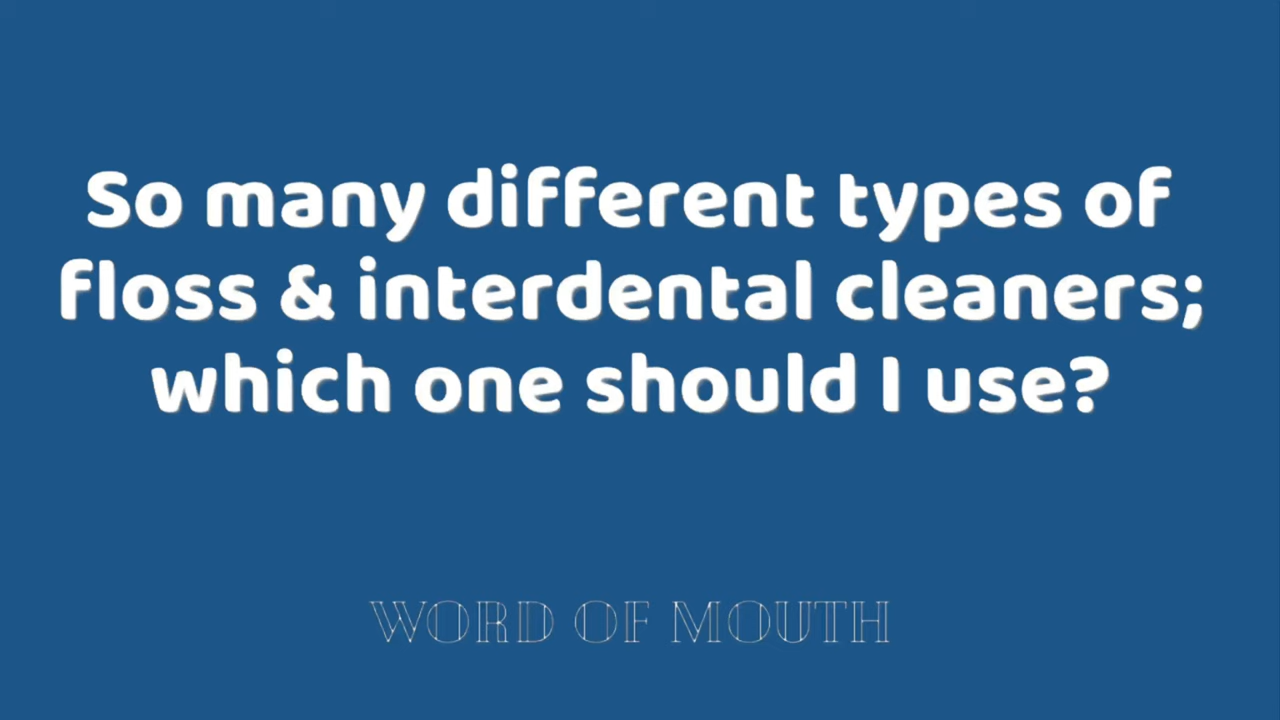 So many different types of
floss & interdental cleaners;
which one should I use?
WORD OF MOUTH